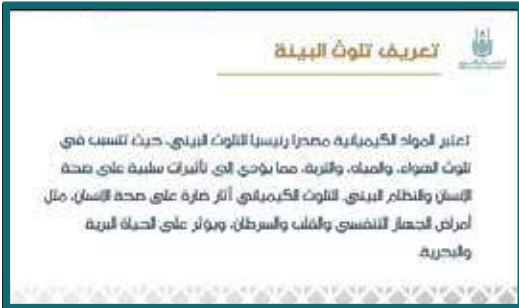 تعريف تلوث البيئة
تعتبر المواد الكيميائية مصدرا رئيسيا للتلوث البيئي، حيث تتسبب في
تلوث الهواء، والمياه، والتربة، مما يؤدي إلى تأثيرات سلبية على صحة
الإنسان والنظام البيئي. للتلوث الكيميائي آثار ضارة على صحة الإنسان، مثل
أمراض الجهاز التنفسي والقلب والسرطان، ويؤثر على الحياة البرية
والبحرية